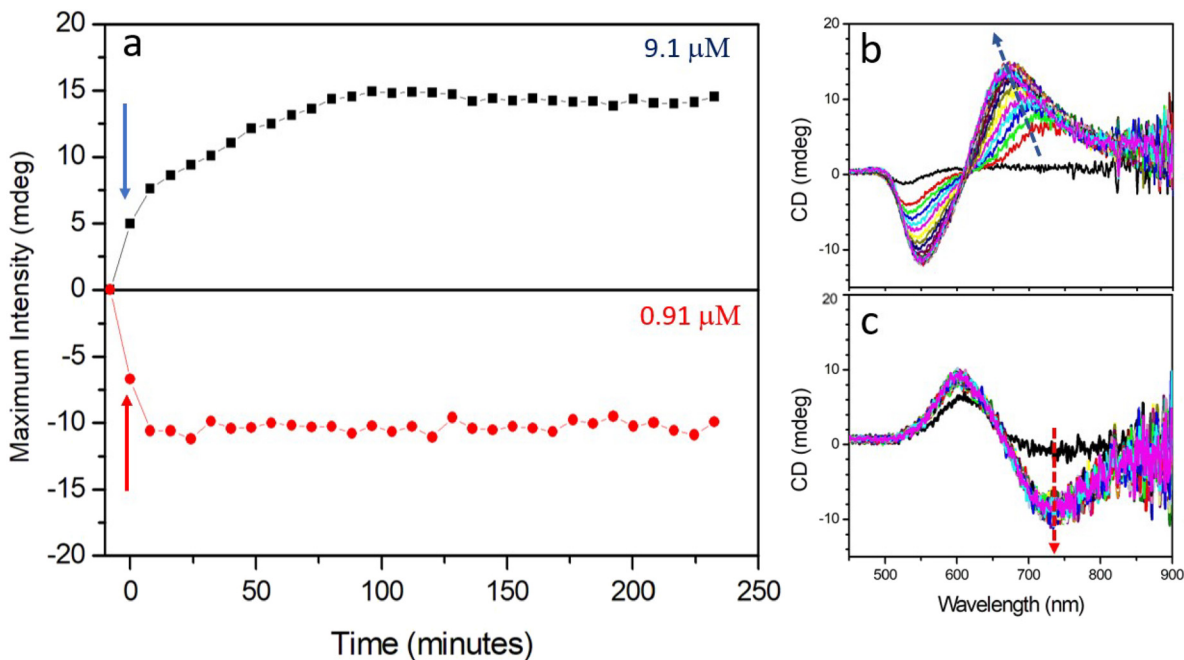 a
9.1 μM
20
15
10
5
0
-5
-10
-15
-20
0.91 μM
Maximum Intensity (mdeg)
0
50
100
150
200
250
Time (minutes)
b
20
10
0
-10
CD (mdeg)
c
20
10
0
-10
CD (mdeg)
500
600
700
800
900
Wavelength (nm)